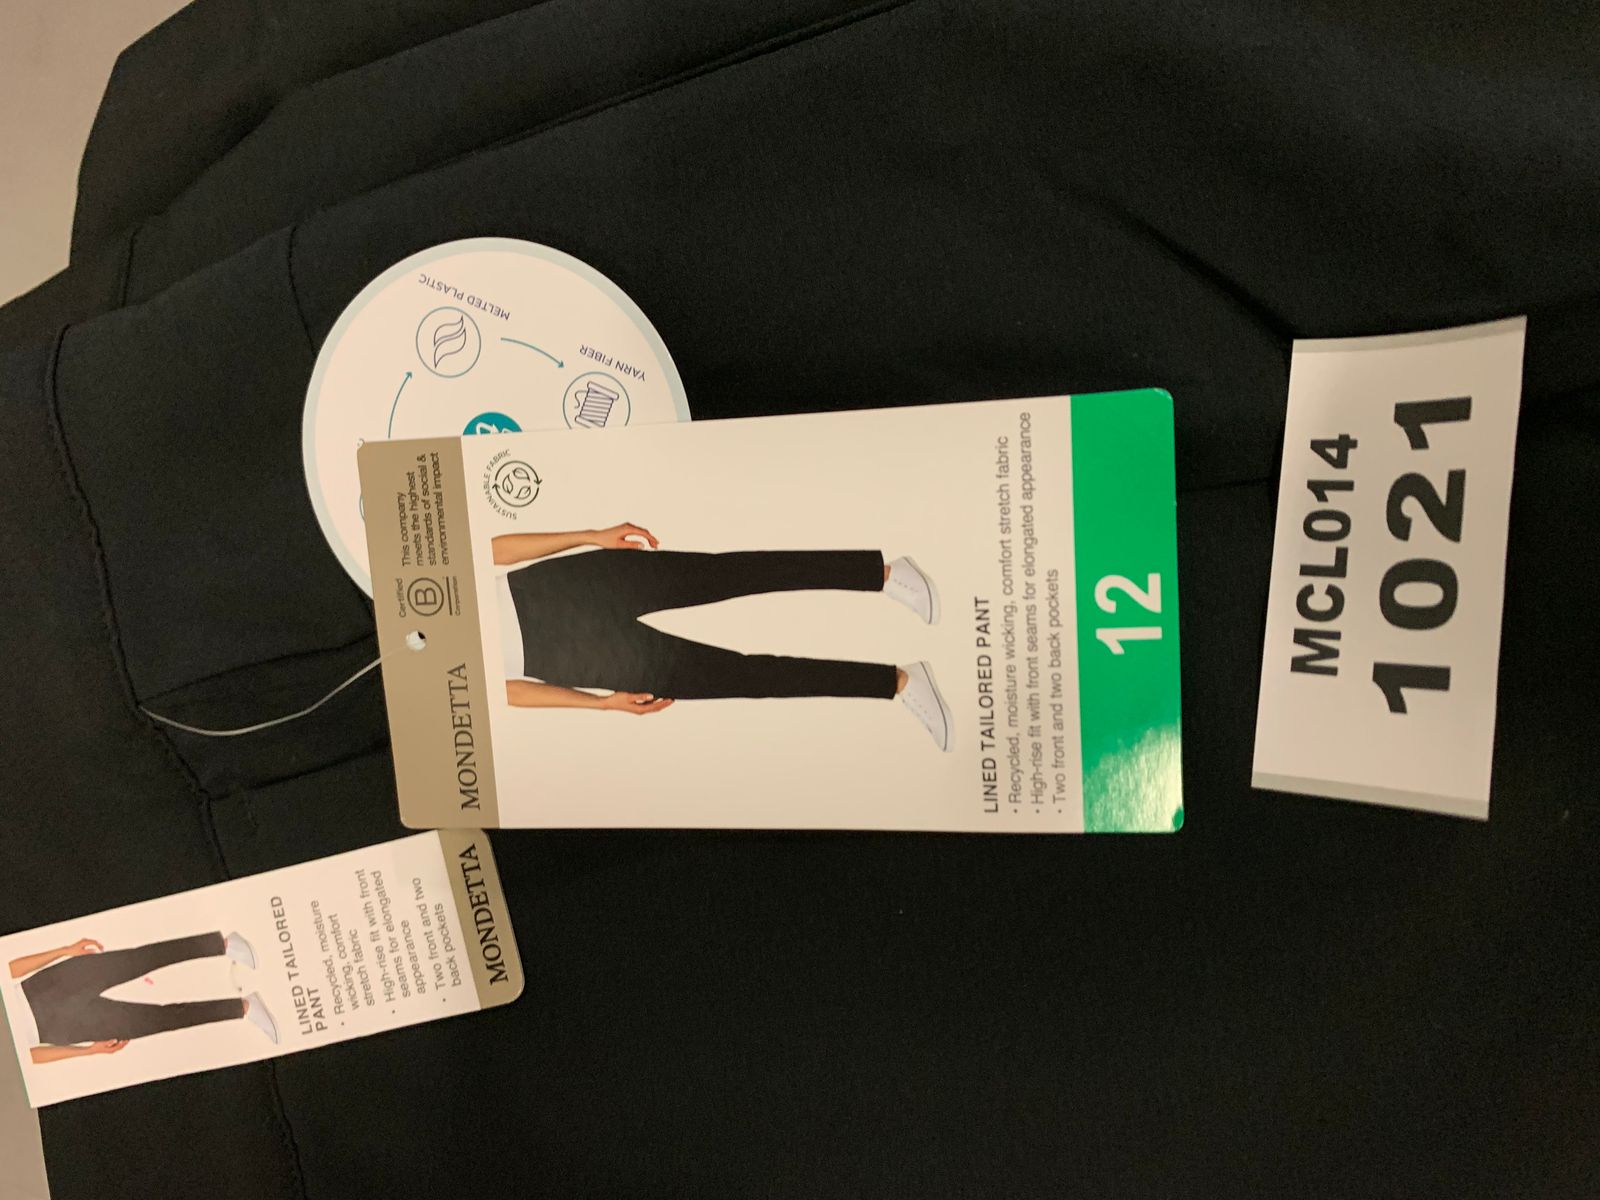 MELTED PLASTIC
YARN FIBER
Certified
B
Corporation
This company
meets the highest
standards of social &
environmental impact
MONDETTA
SUSTAINABLE FABRIC
LINED TAILORED PANT
· Recycled, moisture wicking, comfort stretch fabric
· High-rise fit with front seams for elongated appearance
· Two front and two back pockets
12
LINED TAILORED
PANT
· Recycled, moisture
wicking, comfort
stretch fabric
· High-rise fit with front
seams for elongated
appearance
· Two front and two
back pockets
MONDETTA
MCL014
1021